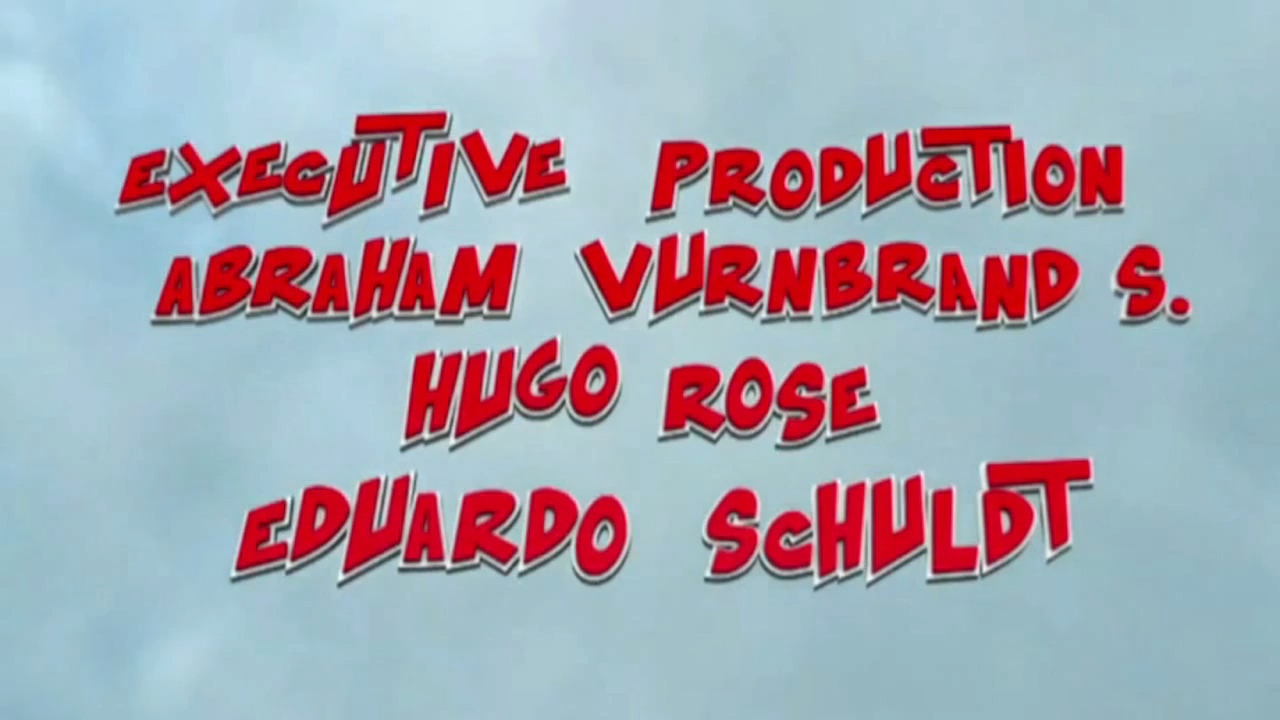 EXECUTIVE PRODUCTION
ABRAHAM VURNBRAND S.
HUGO ROSE
EDUARDO SCHULDT